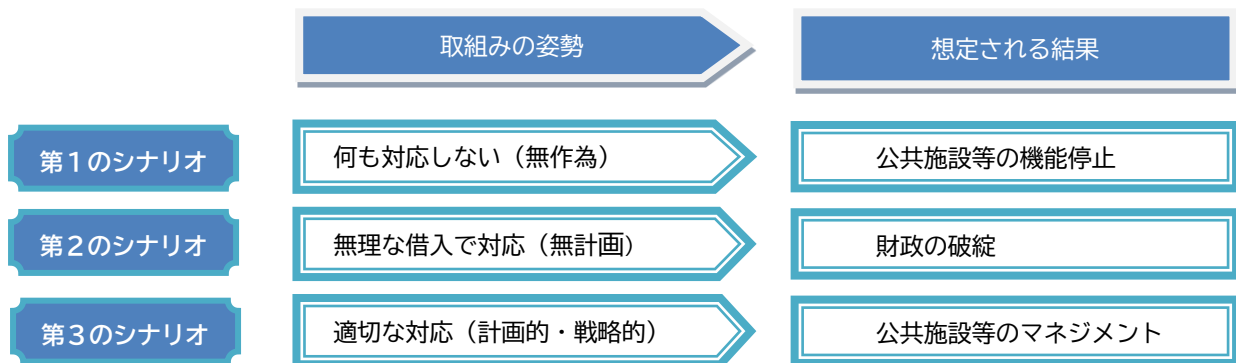 取組みの姿勢
想定される結果
第1のシナリオ
何も対応しない（無作為）
公共施設等の機能停止
第2のシナリオ
無理な借入で対応（無計画）
財政の破綻
第3のシナリオ
適切な対応（計画的・戦略的）
公共施設等のマネジメント